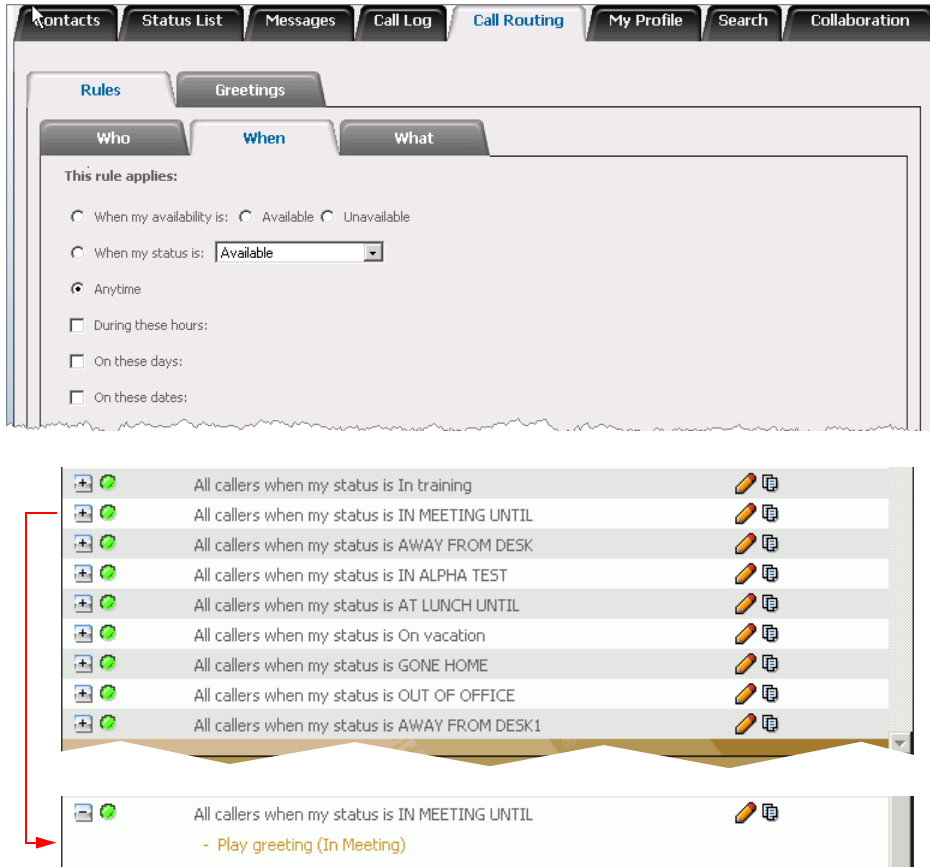 Contacts Status List Messages Call Log Call Routing My Profile Search Collaboration
Rules Greetings
Who When What
This rule applies:
When my availability is: Available Unavailable
When my status is: Available
Anytime
During these hours:
On these days:
On these dates:
All callers when my status is In training
All callers when my status is IN MEETING UNTIL
All callers when my status is AWAY FROM DESK
All callers when my status is IN ALPHA TEST
All callers when my status is AT LUNCH UNTIL
All callers when my status is On vacation
All callers when my status is GONE HOME
All callers when my status is OUT OF OFFICE
All callers when my status is AWAY FROM DESK1
All callers when my status is IN MEETING UNTIL
- Play greeting (In Meeting)